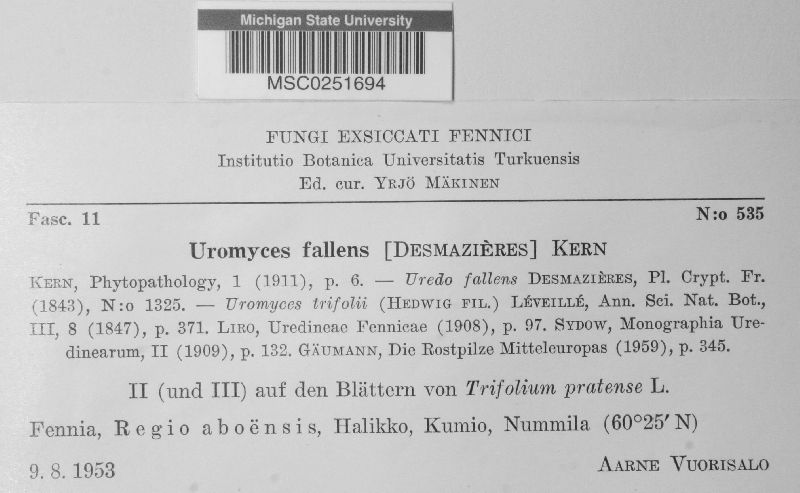 Michigan State University
MSC0251694
FUNGI EXSICCATI FENNICI
Institutio Botanica Universitatis Turkuensis
Ed. cur. YRJÖ MÄKINEN
Fasc. 11 N:o 535
Uromyces fallens [DESMAZIÈRES] KERN
KERN, Phytopathology, 1 (1911), p. 6. — Uredo fallens DESMAZIÈRES, Pl. Crypt. Fr.
(1843), N:o 1325. — Uromyces trifolii (HEDWIG FIL.) LÉVEILLÉ, Ann. Sci. Nat. Bot.,
III, 8 (1847), p. 371. LIRO, Uredineae Fennicae (1908), p. 97. SYDOW, Monographia Ure-
dinearum, II (1909), p. 132. GÄUMANN, Die Rostpilze Mitteleuropas (1959), p. 345.
II (und III) auf den Blättern von Trifolium pratense L.
Fennia, Regio aboënsis, Halikko, Kumio, Nummila (60°25′ N)
9. 8. 1953 AARNE VUORISALO